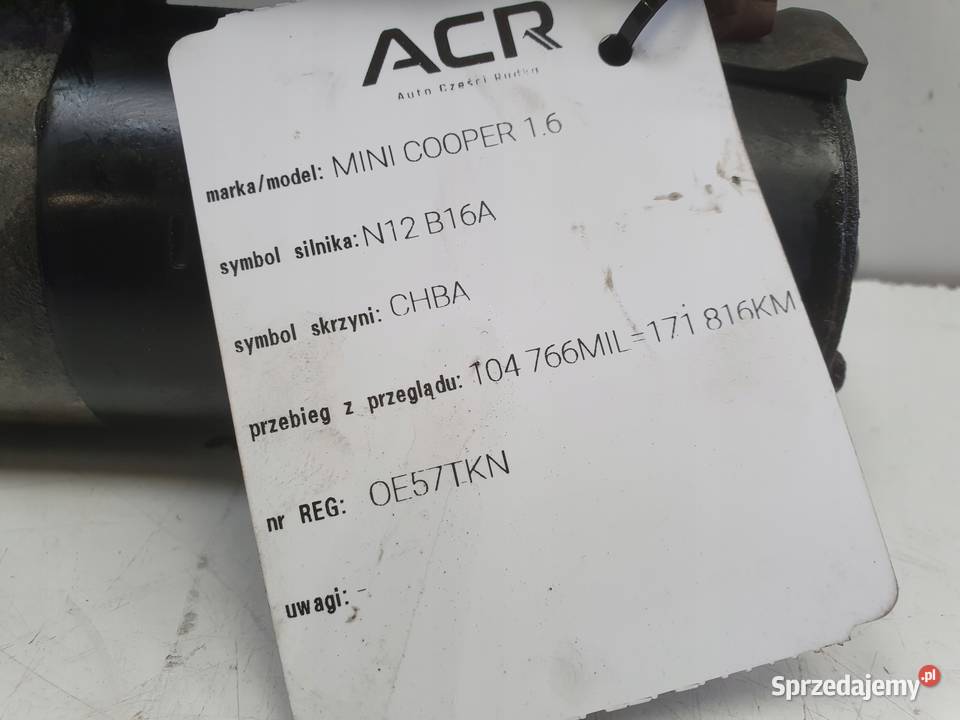 ACR
Auto Części Rudka
marka/model: MINI COOPER 1.6
symbol silnika: N12 B16A
symbol skrzyni: CHBA
przebieg z przeglądu: 104 766MIL=171 816KM
nr REG: OE57TKN
uwagi: -
Sprzedajemy.pl